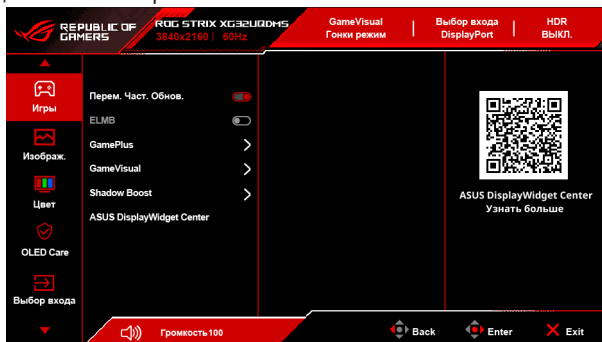 REPUBLIC OF
GAMERS
ROG STRIX XG32UQDMS
3840x2160 | 60Hz
GameVisual
Гонки режим
Выбор входа
DisplayPort
HDR
ВЫКЛ.
Игры
Изображ.
Цвет
OLED Care
Выбор входа
Перем. Част. Обнов.
ELMB
GamePlus
GameVisual
Shadow Boost
ASUS DisplayWidget Center
ASUS DisplayWidget Center
Узнать больше
Громкость 100
Back
Enter
Exit